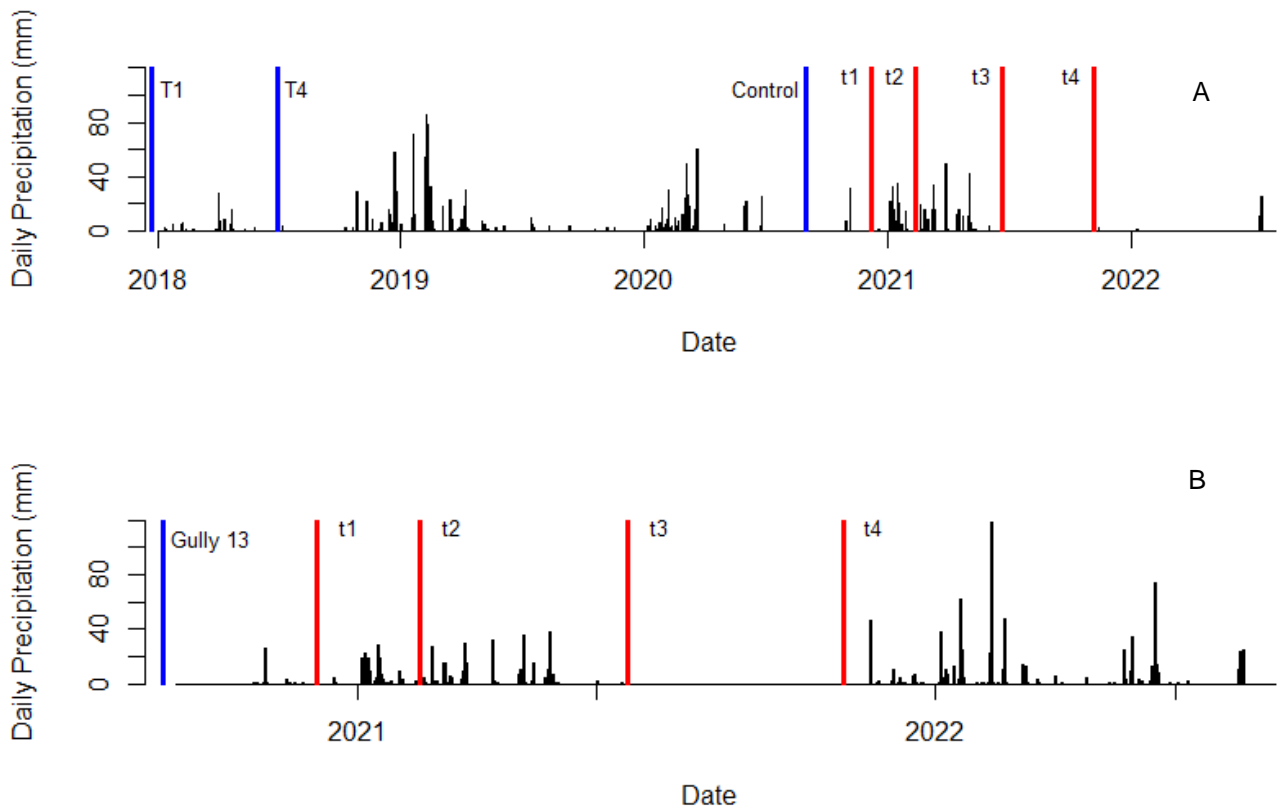 A
Daily Precipitation (mm)
80
40
0
T1
T4
Control
t1
t2
t3
t4
2018
2019
2020
2021
2022
Date
B
Daily Precipitation (mm)
80
40
0
Gully 13
t1
t2
t3
t4
2021
2022
Date